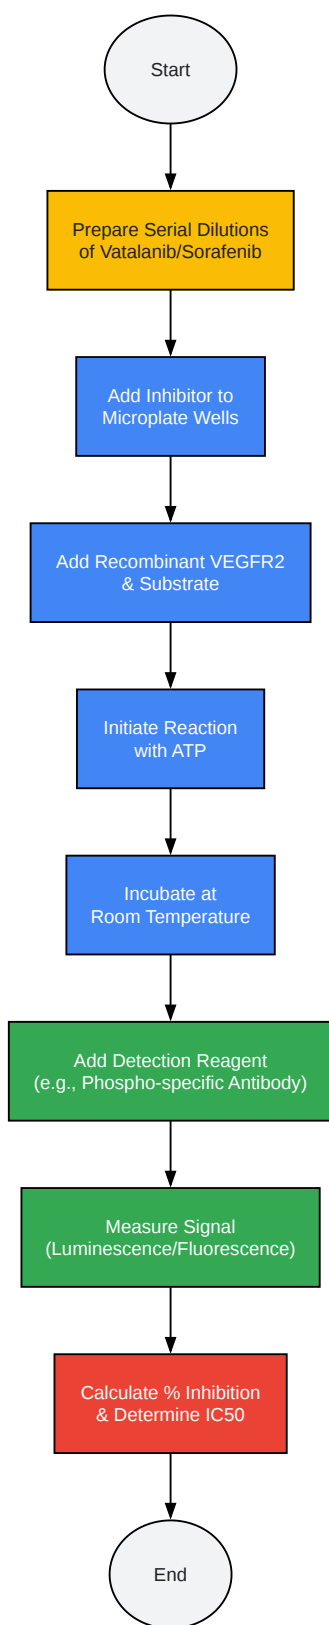 Start
Prepare Serial Dilutions
of Vatalanib/Sorafenib
Add Inhibitor to
Microplate Wells
Add Recombinant VEGFR2
& Substrate
Initiate Reaction
with ATP
Incubate at
Room Temperature
Add Detection Reagent
(e.g., Phospho-specific Antibody)
Measure Signal
(Luminescence/Fluorescence)
Calculate % Inhibition
& Determine IC50
End